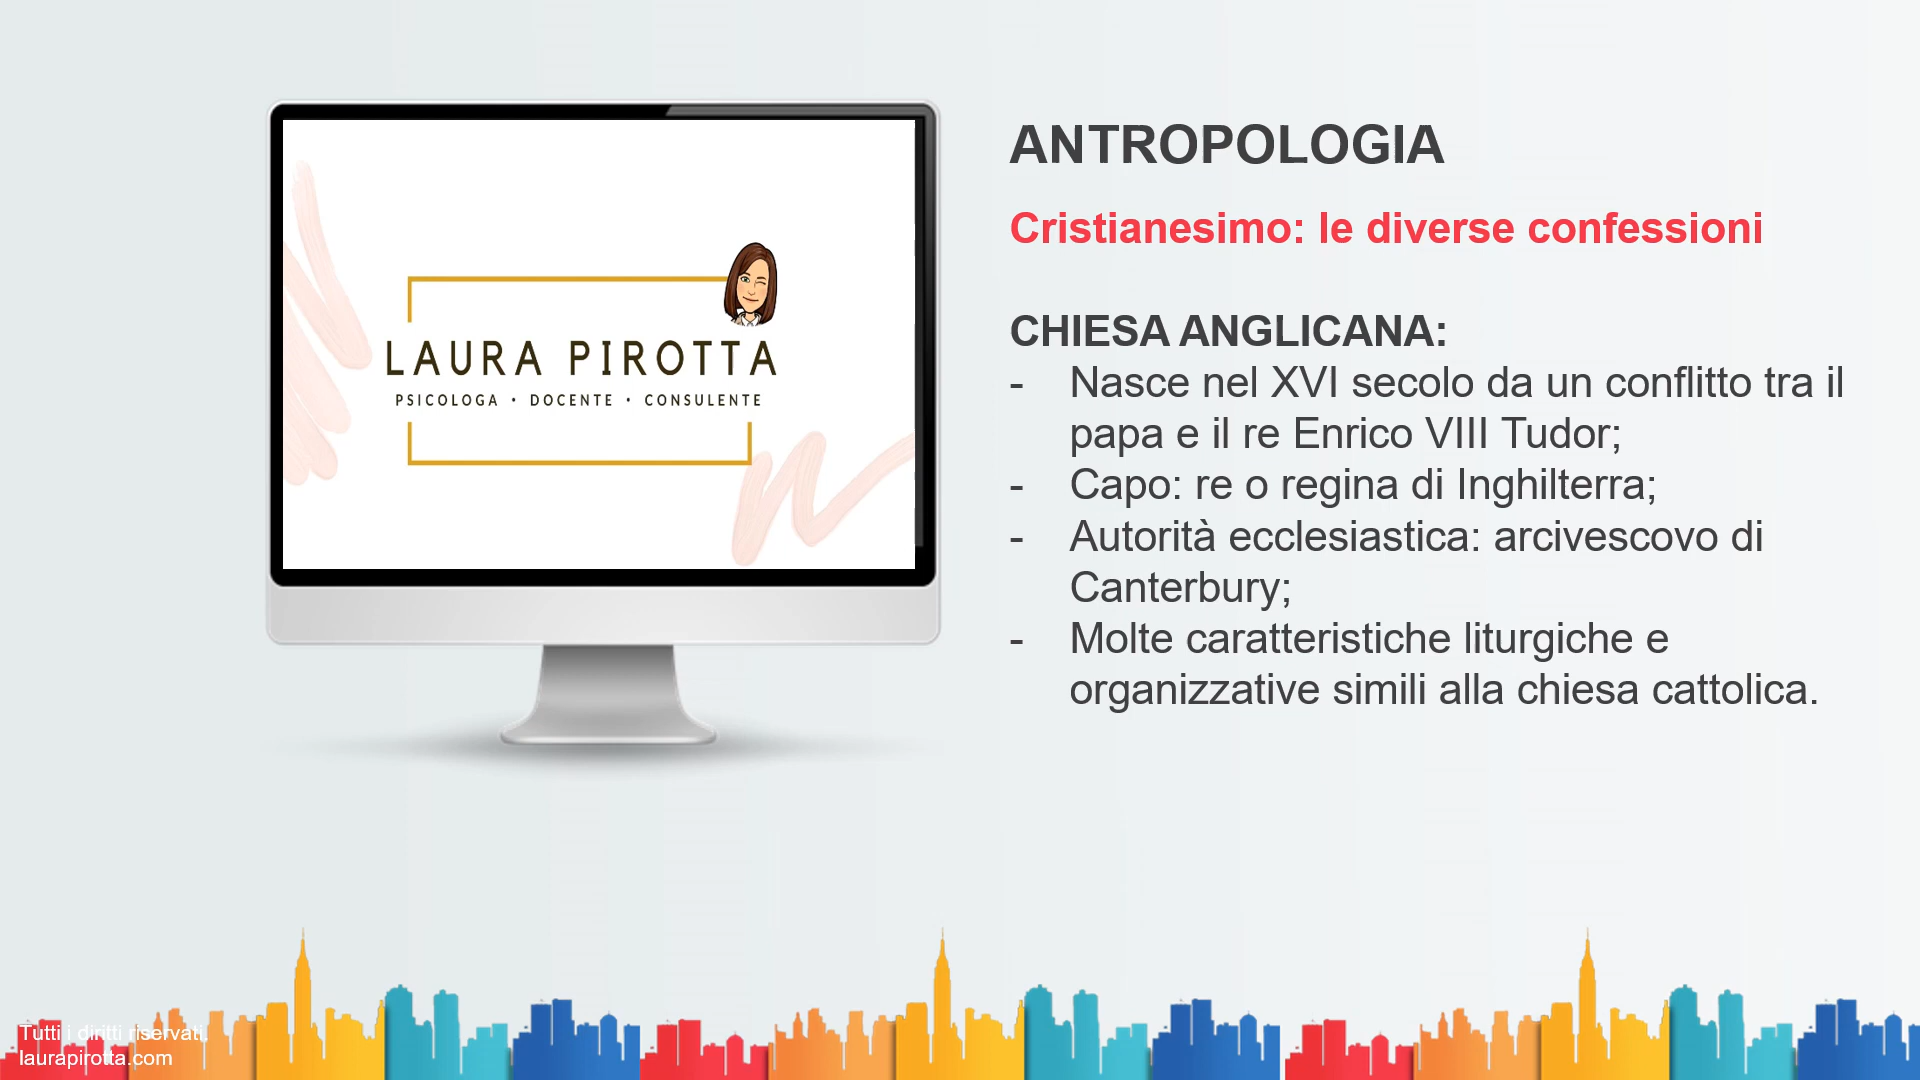 LAURA PIROTTA
PSICOLOGA • DOCENTE • CONSULENTE
ANTROPOLOGIA
Cristianesimo: le diverse confessioni
CHIESA ANGLICANA:
- Nasce nel XVI secolo da un conflitto tra il
papa e il re Enrico VIII Tudor;
- Capo: re o regina di Inghilterra;
- Autorità ecclesiastica: arcivescovo di
Canterbury;
- Molte caratteristiche liturgiche e
organizzative simili alla chiesa cattolica.
Tutti i diritti riservati.
laurapirotta.com